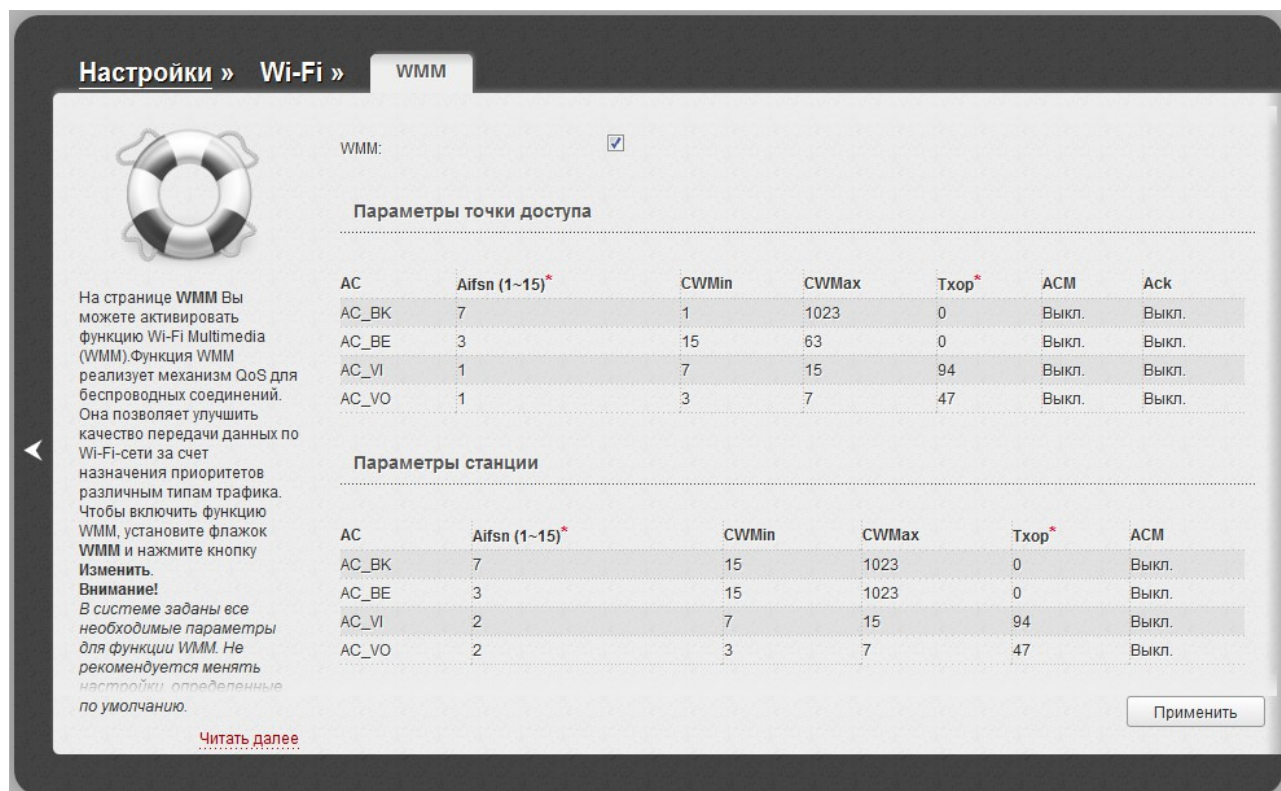 Настройки » Wi-Fi » WMM
На странице WMM Вы
можете активировать
функцию Wi-Fi Multimedia
(WMM).Функция WMM
реализует механизм QoS для
беспроводных соединений.
Она позволяет улучшить
качество передачи данных по
Wi-Fi-сети за счет
назначения приоритетов
различным типам трафика.
Чтобы включить функцию
WMM, установите флажок
WMM и нажмите кнопку
Изменить.
Внимание!
В системе заданы все
необходимые параметры
для функции WMM. Не
рекомендуется менять
настройки, определенные
по умолчанию.
Читать далее
WMM:
Параметры точки доступа
AC Aifsn (1~15)* CWMin CWMax Txop* ACM Ack
AC_BK 7 1 1023 0 Выкл. Выкл.
AC_BE 3 15 63 0 Выкл. Выкл.
AC_VI 1 7 15 94 Выкл. Выкл.
AC_VO 1 3 7 47 Выкл. Выкл.
Параметры станции
AC Aifsn (1~15)* CWMin CWMax Txop* ACM
AC_BK 7 15 1023 0 Выкл.
AC_BE 3 15 1023 0 Выкл.
AC_VI 2 7 15 94 Выкл.
AC_VO 2 3 7 47 Выкл.
Применить